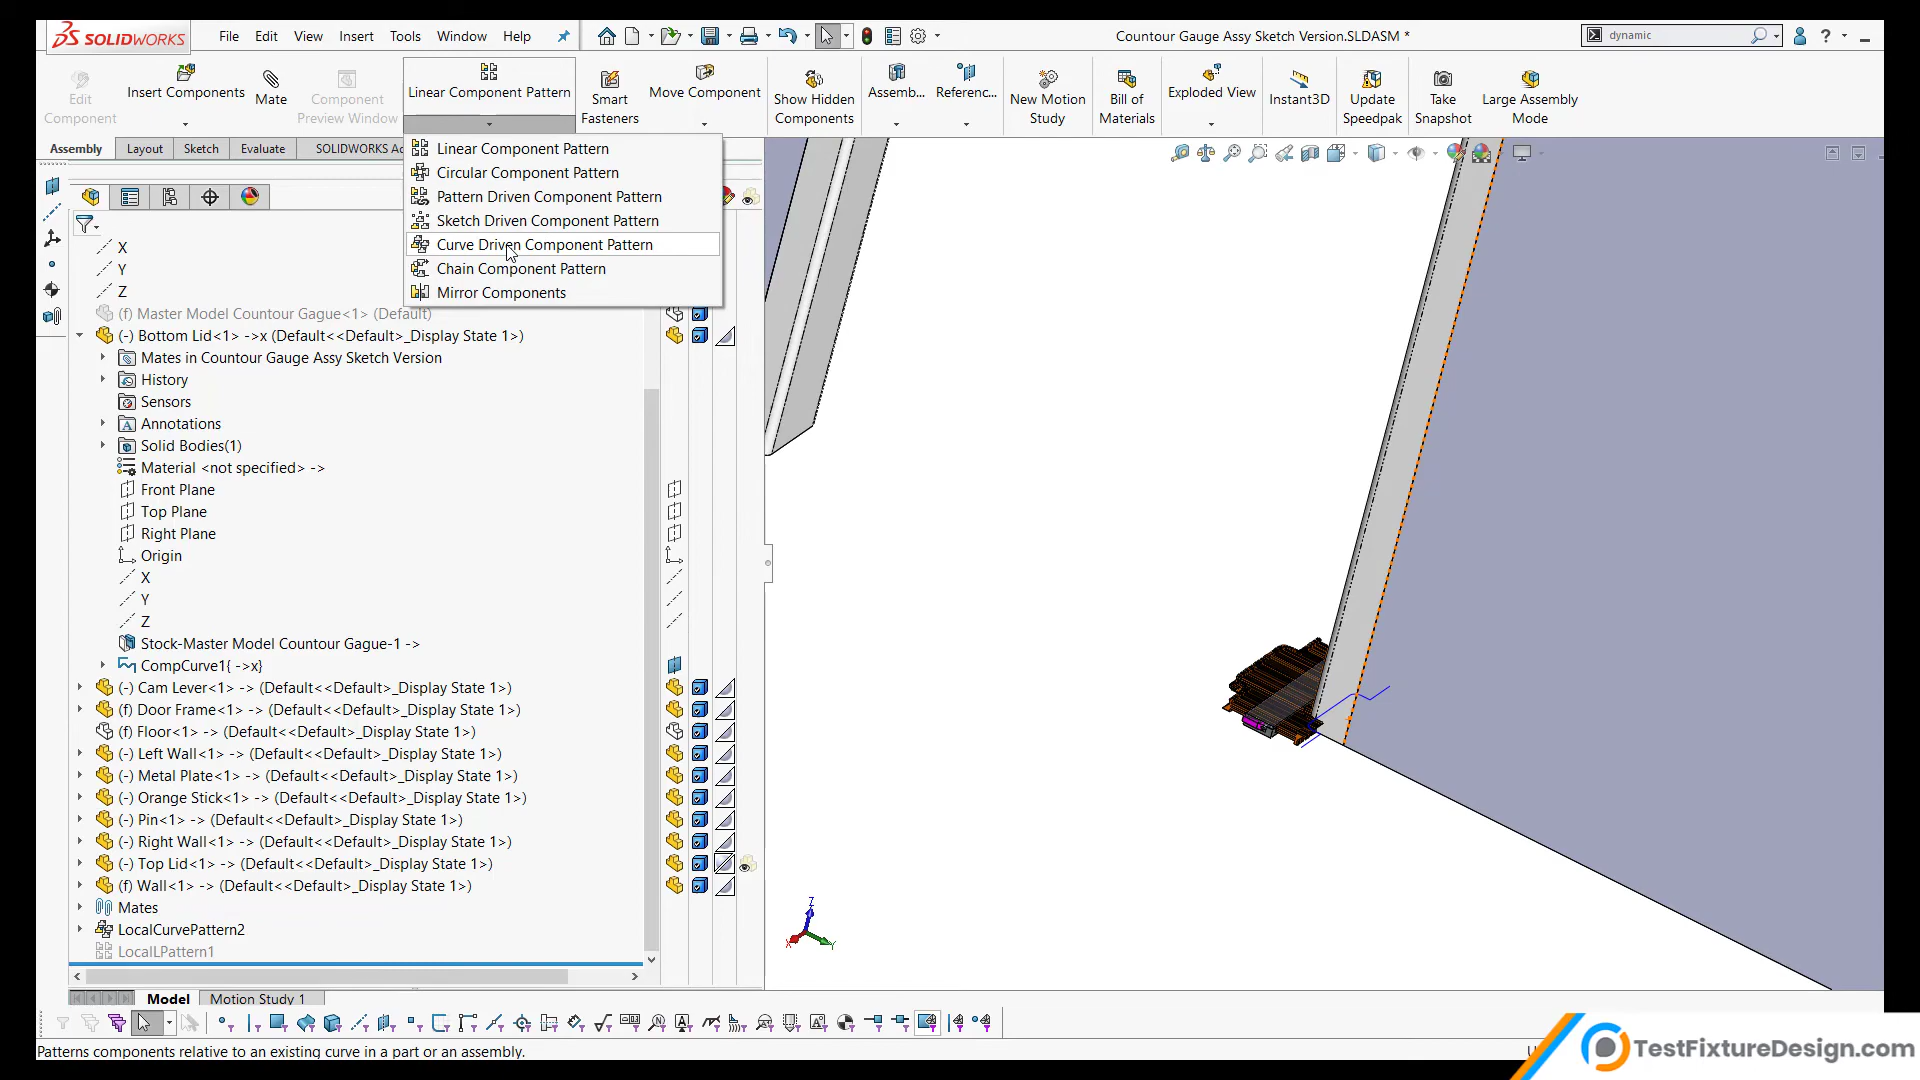 SOLIDWORKS
File Edit View Insert Tools Window Help
Countour Gauge Assy Sketch Version.SLDASM *
dynamic
Edit Component
Insert Components
Mate
Component Preview Window
Linear Component Pattern
Smart Fasteners
Move Component
Show Hidden Components
Assemb...
Referenc...
New Motion Study
Bill of Materials
Exploded View
Instant3D
Update Speedpak
Take Snapshot
Large Assembly Mode
Assembly Layout Sketch Evaluate SOLIDWORKS Ac
Linear Component Pattern
Circular Component Pattern
Pattern Driven Component Pattern
Sketch Driven Component Pattern
Curve Driven Component Pattern
Chain Component Pattern
Mirror Components
X
Y
Z
(f) Master Model Countour Gague<1> (Default)
(-) Bottom Lid<1> ->x (Default<<Default>_Display State 1>)
Mates in Countour Gauge Assy Sketch Version
History
Sensors
Annotations
Solid Bodies(1)
Material <not specified> ->
Front Plane
Top Plane
Right Plane
Origin
X
Y
Z
Stock-Master Model Countour Gague-1 ->
CompCurve1{ ->x}
(-) Cam Lever<1> -> (Default<<Default>_Display State 1>)
(f) Door Frame<1> -> (Default<<Default>_Display State 1>)
(f) Floor<1> -> (Default<<Default>_Display State 1>)
(-) Left Wall<1> -> (Default<<Default>_Display State 1>)
(-) Metal Plate<1> -> (Default<<Default>_Display State 1>)
(-) Orange Stick<1> -> (Default<<Default>_Display State 1>)
(-) Pin<1> -> (Default<<Default>_Display State 1>)
(-) Right Wall<1> -> (Default<<Default>_Display State 1>)
(-) Top Lid<1> -> (Default<<Default>_Display State 1>)
(f) Wall<1> -> (Default<<Default>_Display State 1>)
Mates
LocalCurvePattern2
LocalLPattern1
Z
X
Y
Model Motion Study 1
Patterns components relative to an existing curve in a part or an assembly.
TestFixtureDesign.com